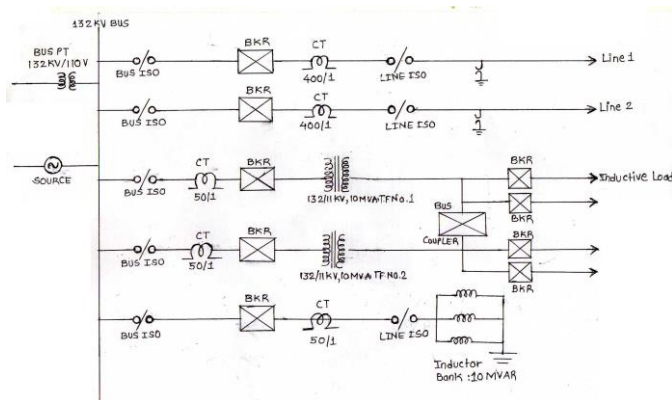 132KV BUS
BUS PT
132KV/110V
BUS ISO
BKR
CT
400/1
LINE ISO
Line 1
BUS ISO
BKR
CT
400/1
LINE ISO
Line 2
SOURCE
BUS ISO
CT
50/1
BKR
132/11KV,10MVA TF NO.1
BKR
Inductive Load
BKR
BUS
COUPLER
BUS ISO
CT
50/1
BKR
132/11KV,10MVA TF NO.2
BKR
BKR
BUS ISO
BKR
CT
50/1
LINE ISO
Inductor
Bank :10 MVAR